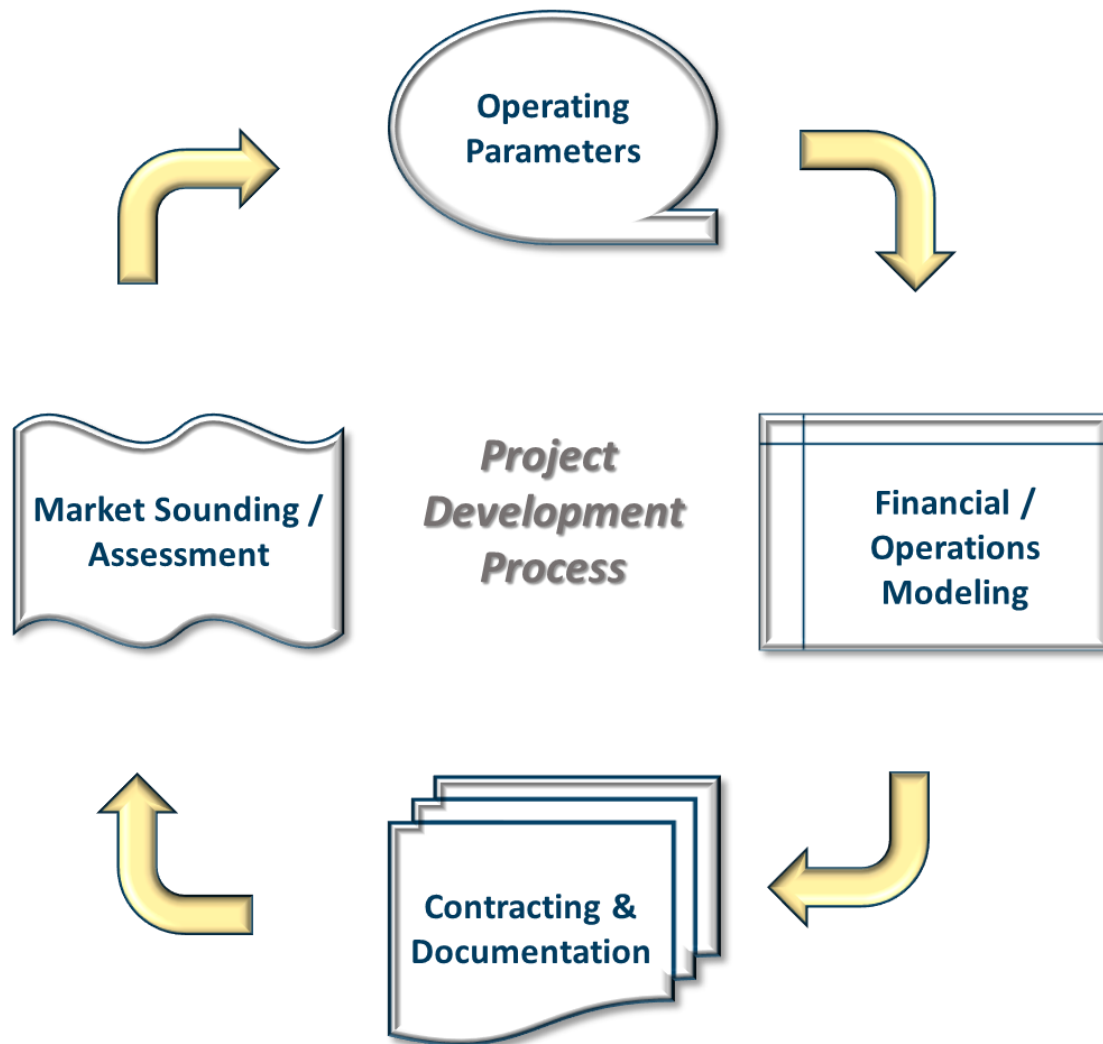 Operating
Parameters
Market Sounding /
Assessment
Project
Development
Process
Financial /
Operations
Modeling
Contracting &
Documentation